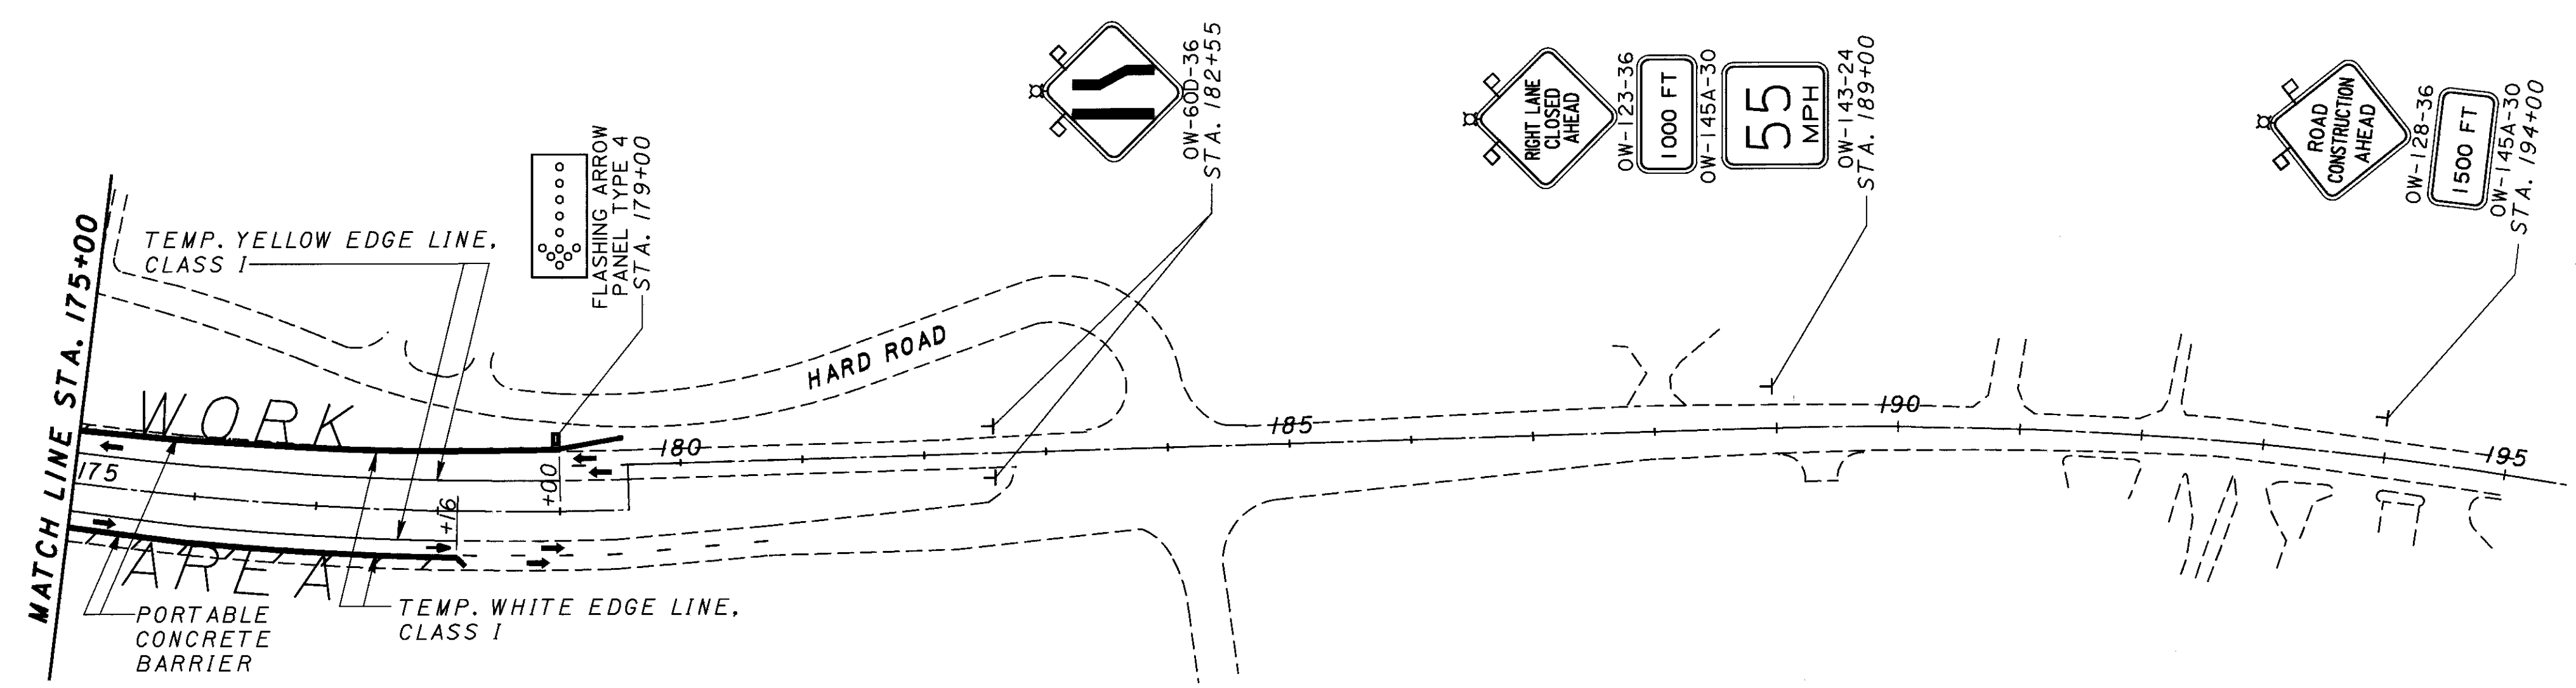 MATCH LINE STA. 175+00
TEMP. YELLOW EDGE LINE,
CLASS I
WORK
AREA
175
PORTABLE
CONCRETE
BARRIER
TEMP. WHITE EDGE LINE,
CLASS I
+16
+00
FLASHING ARROW
PANEL TYPE 4
STA. 179+00
180
HARD ROAD
OW-60D-36
STA. 182+55
185
RIGHT LANE
CLOSED
AHEAD
OW-123-36
1000 FT
OW-145A-30
55
MPH
OW-143-24
STA. 189+00
190
ROAD
CONSTRUCTION
AHEAD
OW-128-36
1500 FT
OW-145A-30
STA. 194+00
195